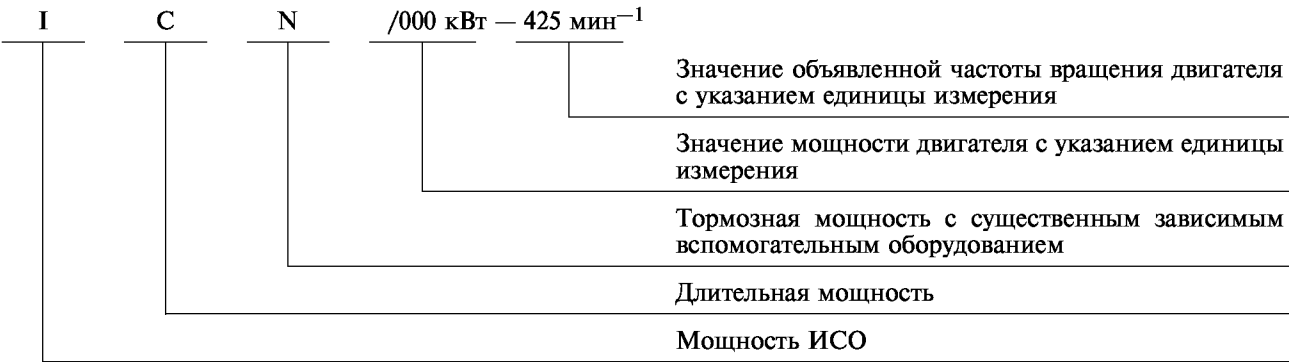 I C N /000 кВт — 425 мин−1
Значение объявленной частоты вращения двигателя
с указанием единицы измерения
Значение мощности двигателя с указанием единицы
измерения
Тормозная мощность с существенным зависимым
вспомогательным оборудованием
Длительная мощность
Мощность ИСО